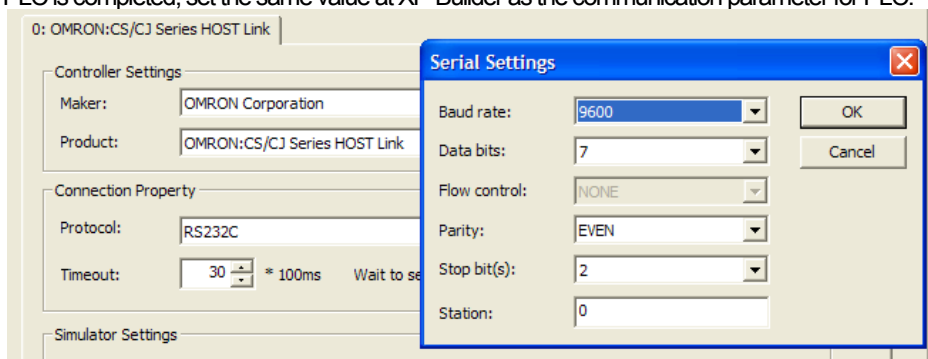 PLC is completed, set the same value at XP-Builder as the communication parameter for PLC.
0: OMRON:CS/CJ Series HOST Link
Controller Settings
Maker: OMRON Corporation
Product: OMRON:CS/CJ Series HOST Link
Connection Property
Protocol: RS232C
Timeout: 30 * 100ms Wait to se
Simulator Settings
Serial Settings
Baud rate: 9600 OK
Data bits: 7 Cancel
Flow control: NONE
Parity: EVEN
Stop bit(s): 2
Station: 0